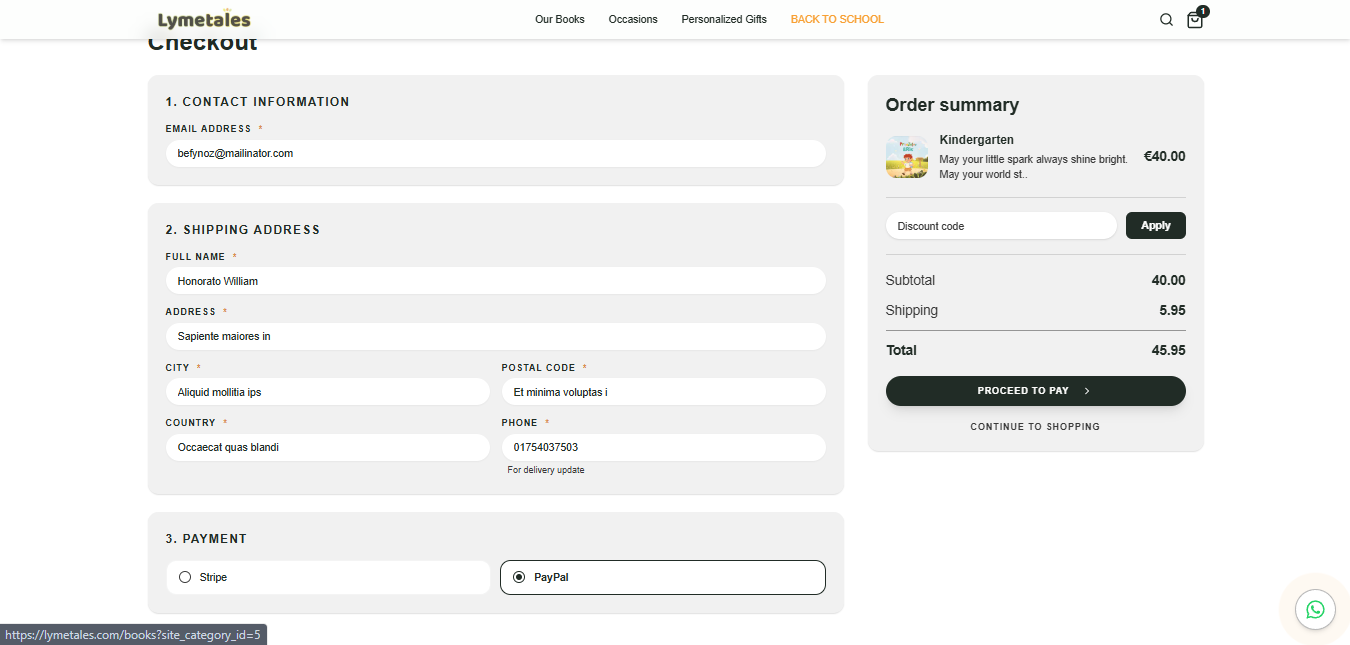 Lymetales
Our Books
Occasions
Personalized Gifts
BACK TO SCHOOL
1
Checkout
1. CONTACT INFORMATION
EMAIL ADDRESS *
befynoz@mailinator.com
2. SHIPPING ADDRESS
FULL NAME *
Honorato William
ADDRESS *
Sapiente maiores in
CITY *
POSTAL CODE *
Aliquid mollitia ips
Et minima voluptas i
COUNTRY *
PHONE *
Occaecat quas blandi
01754037503
For delivery update
3. PAYMENT
Stripe
PayPal
Order summary
Kindergarten
May your little spark always shine bright.
May your world st..
€40.00
Discount code
Apply
Subtotal
40.00
Shipping
5.95
Total
45.95
PROCEED TO PAY
CONTINUE TO SHOPPING
https://lymetales.com/books?site_category_id=5